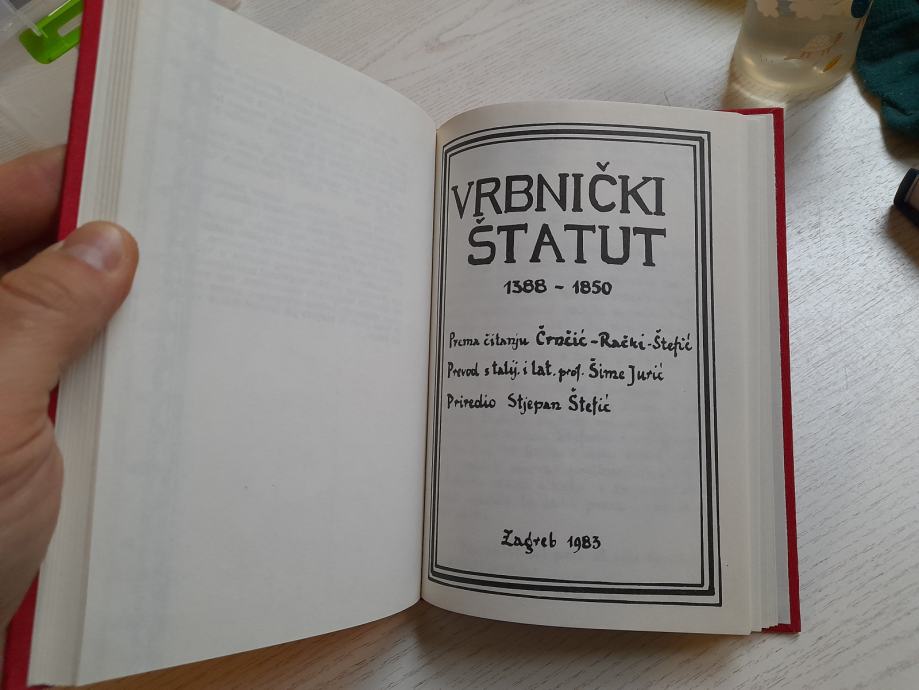 VRBNIČKI
ŠTATUT
1388 - 1850
Prema čitanju Črnčić-Rački-Štefić
Prevod s talij. i lat. prof. Šime Jurić
Priredio Stjepan Štefić
Zagreb 1983